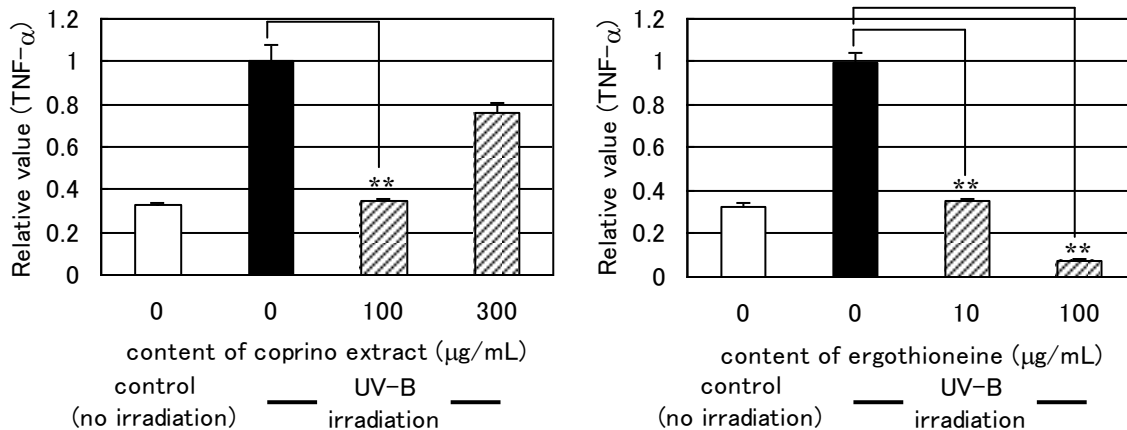 Relative value (TNF-α)
1.2
1
0.8
0.6
0.4
0.2
0
**
0 0 100 300
content of coprino extract (μg/mL)
control
(no irradiation)
UV-B
irradiation
Relative value (TNF-α)
1.2
1
0.8
0.6
0.4
0.2
0
**
**
0 0 10 100
content of ergothioneine (μg/mL)
control
(no irradiation)
UV-B
irradiation